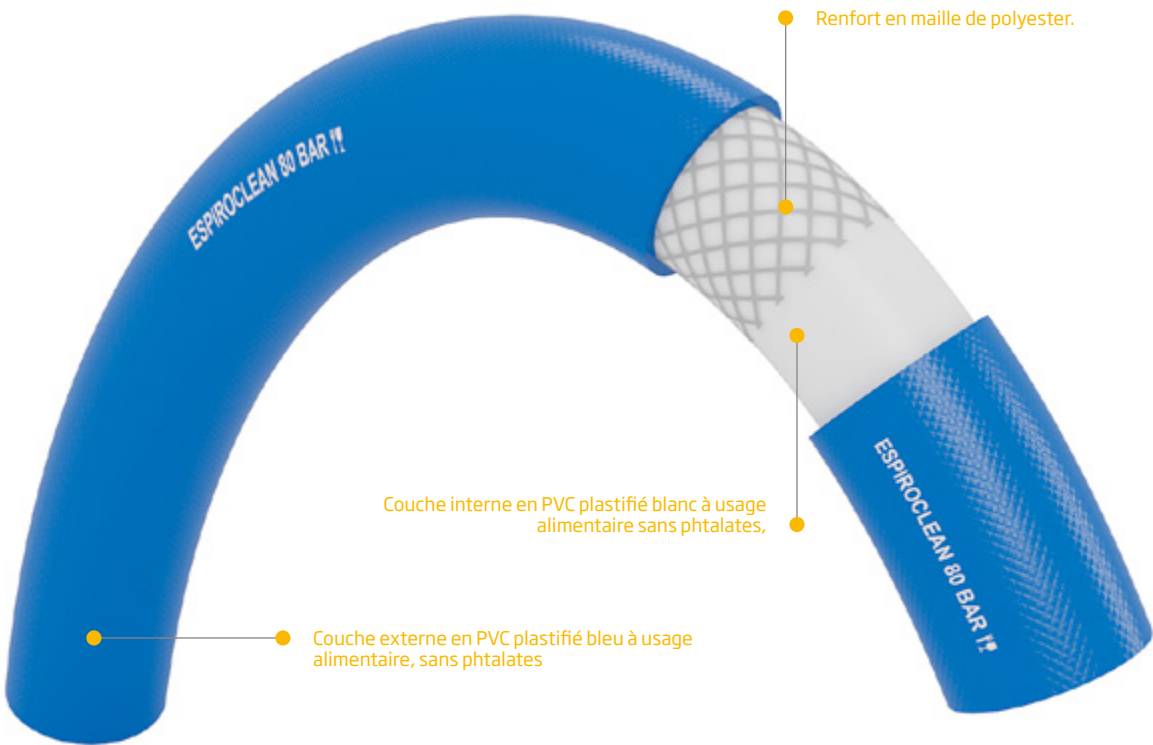 Renfort en maille de polyester.
ESPIROCLEAN 80 BAR
Couche interne en PVC plastifié blanc à usage
alimentaire sans phtalates,
ESPIROCLEAN 80 BAR
Couche externe en PVC plastifié bleu à usage
alimentaire, sans phtalates